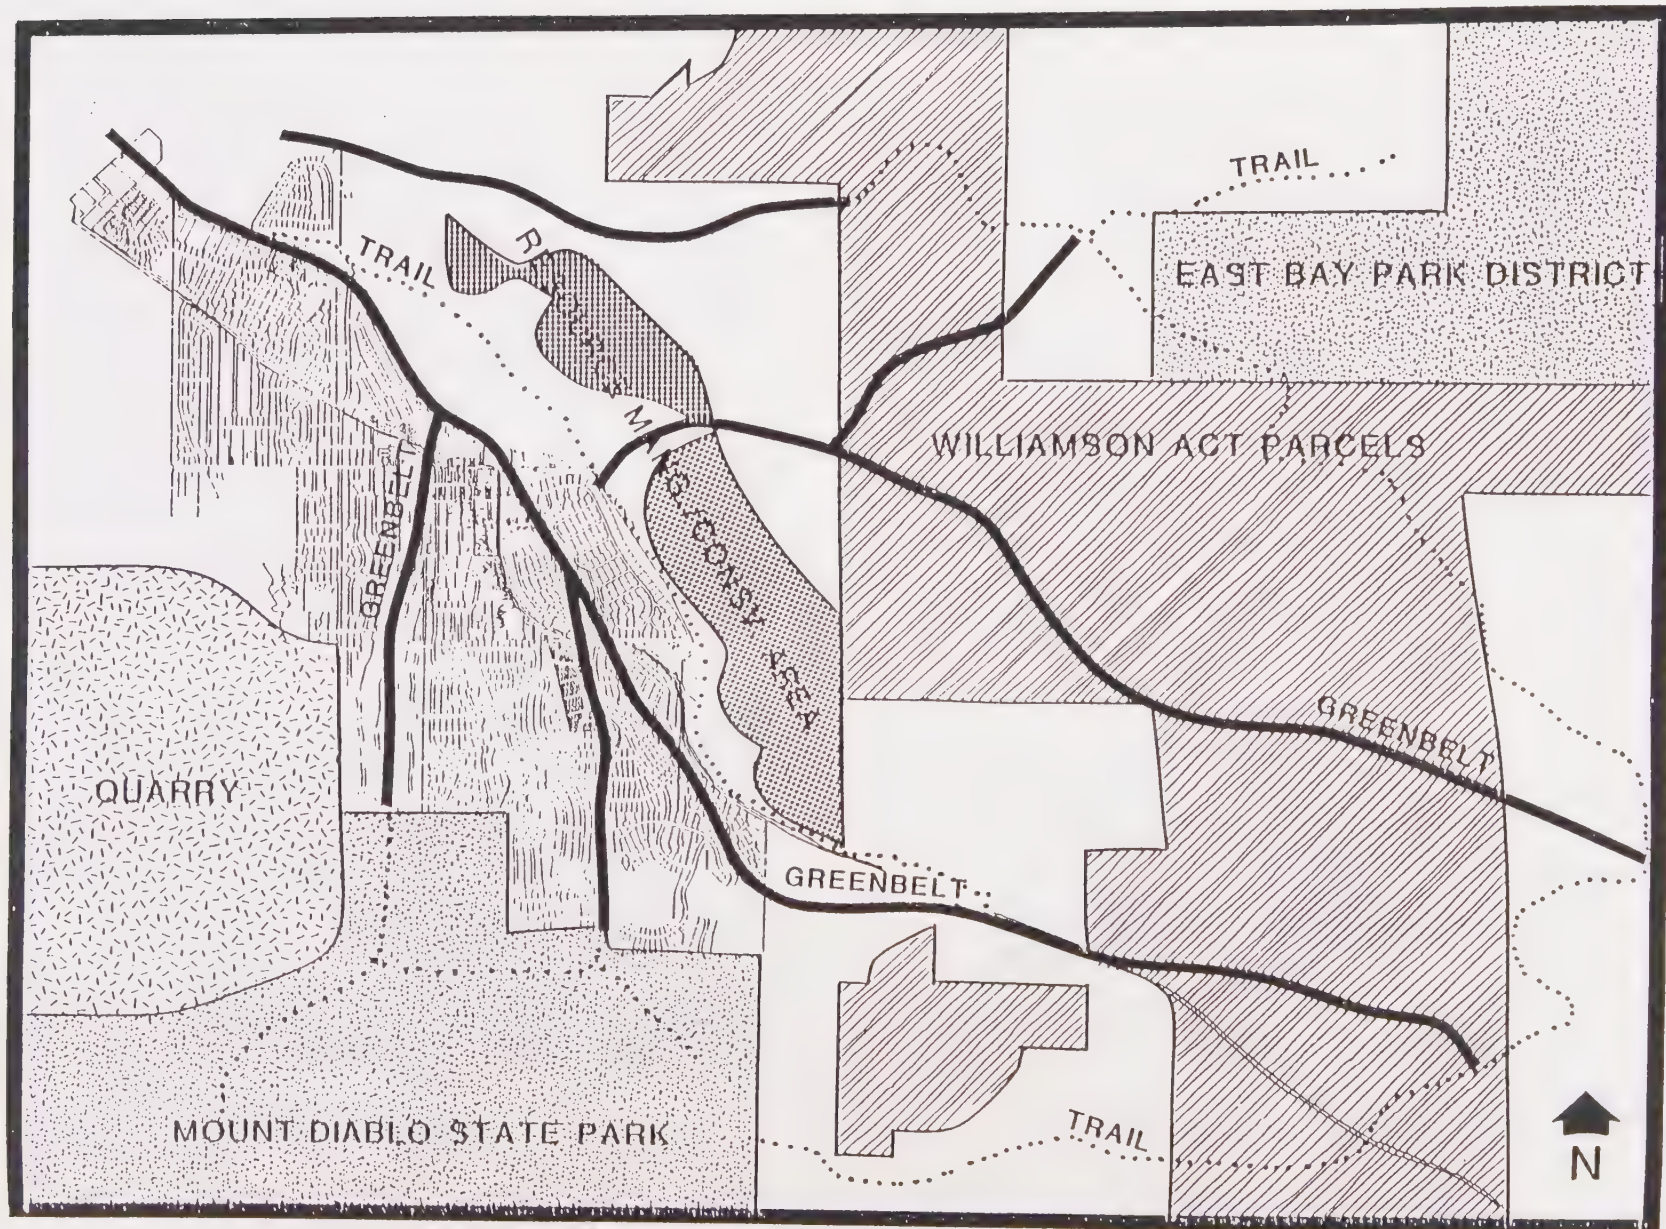 TRAIL
TRAIL
EAST BAY PARK DISTRICT
WILLIAMSON ACT PARCELS
GREENBELT
GREENBELT
QUARRY
GREENBELT
TRAIL
MOUNT DIABLO STATE PARK
N